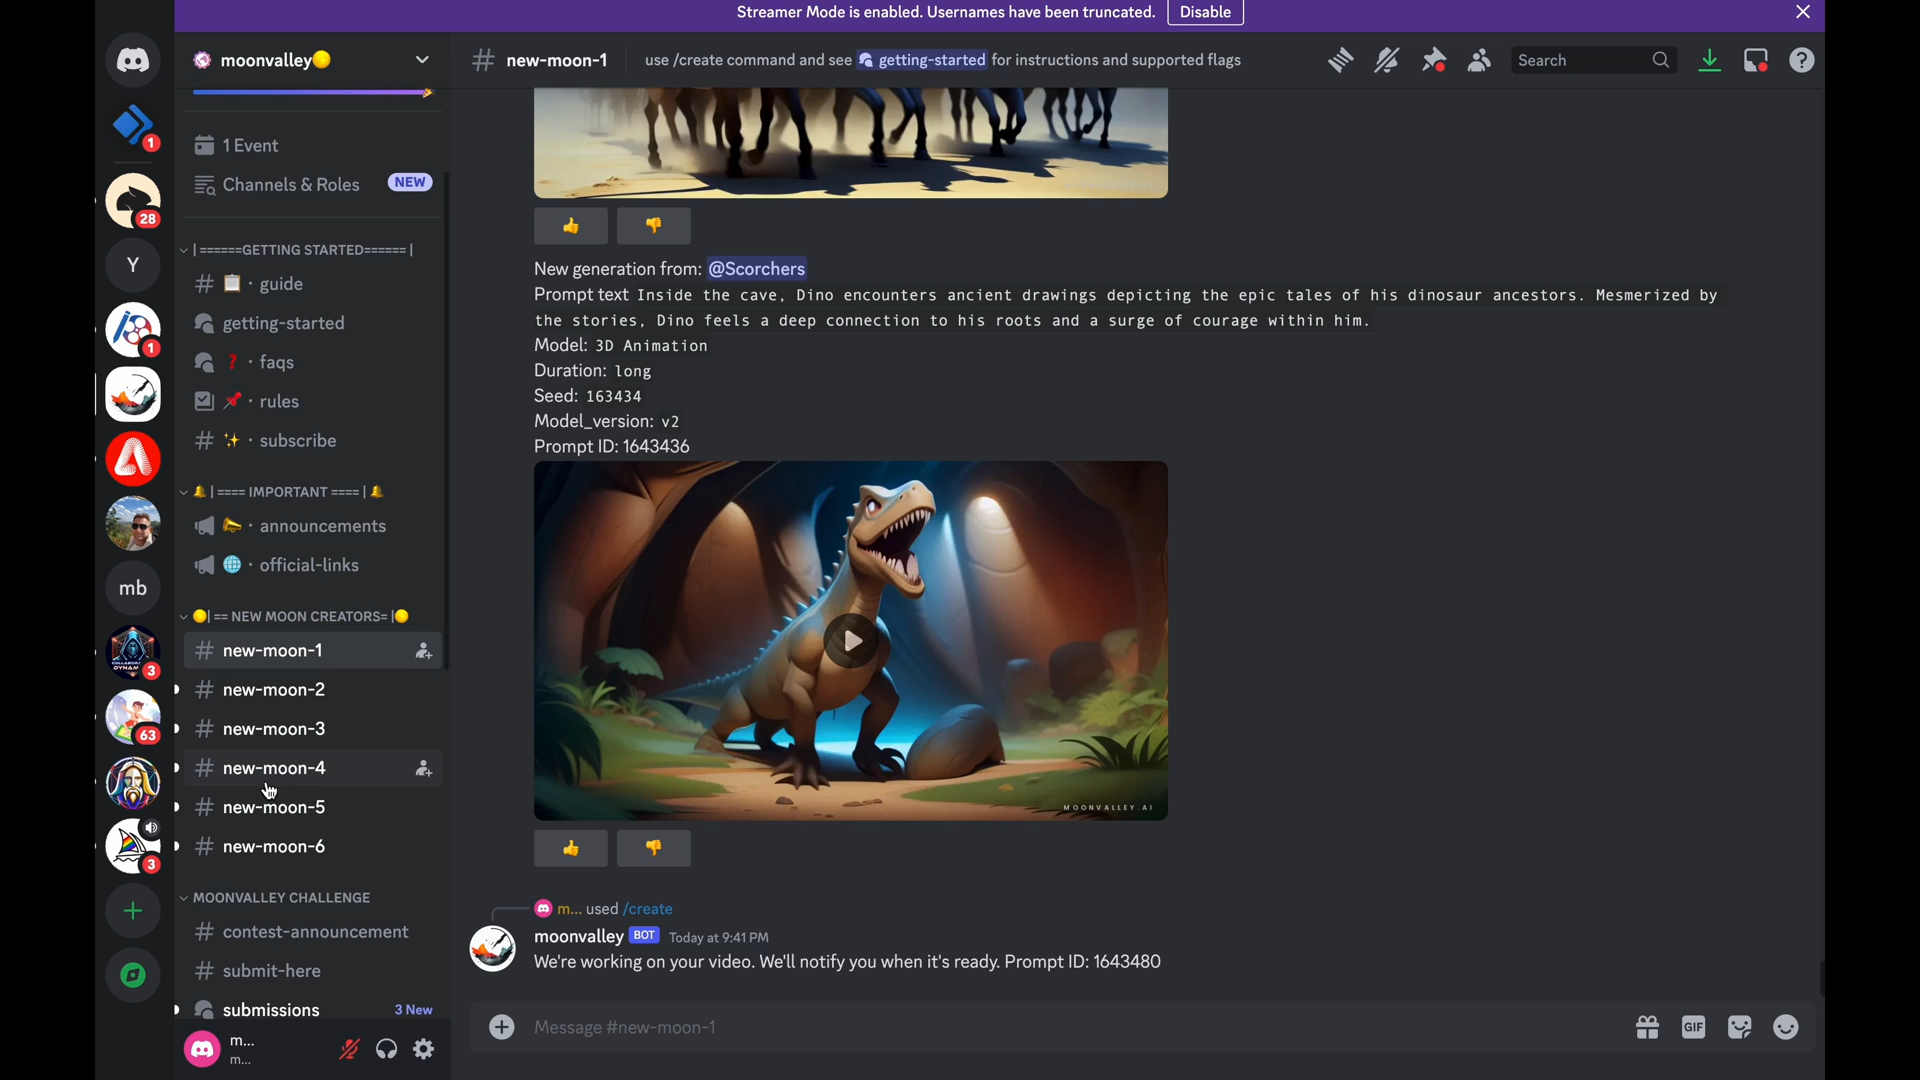 Streamer Mode is enabled. Usernames have been truncated. Disable
moonvalley
# new-moon-1 use /create command and see getting-started for instructions and supported flags
Search
1 Event
Channels & Roles NEW
| ======GETTING STARTED====== |
# 📋 · guide
getting-started
❓ · faqs
📌 · rules
# ✨ · subscribe
🔔 | ==== IMPORTANT ==== | 🔔
📣 · announcements
🌐 · official-links
🌕| == NEW MOON CREATORS= |🌕
# new-moon-1
# new-moon-2
# new-moon-3
# new-moon-4
# new-moon-5
# new-moon-6
MOONVALLEY CHALLENGE
# contest-announcement
# submit-here
submissions 3 New
m...
m...
1
28
Y
1
mb
3
63
3
New generation from: @Scorchers
Prompt text Inside the cave, Dino encounters ancient drawings depicting the epic tales of his dinosaur ancestors. Mesmerized by
the stories, Dino feels a deep connection to his roots and a surge of courage within him.
Model: 3D Animation
Duration: long
Seed: 163434
Model_version: v2
Prompt ID: 1643436
MOONVALLEY.AI
m... used /create
moonvalley BOT Today at 9:41 PM
We're working on your video. We'll notify you when it's ready. Prompt ID: 1643480
Message #new-moon-1
GIF